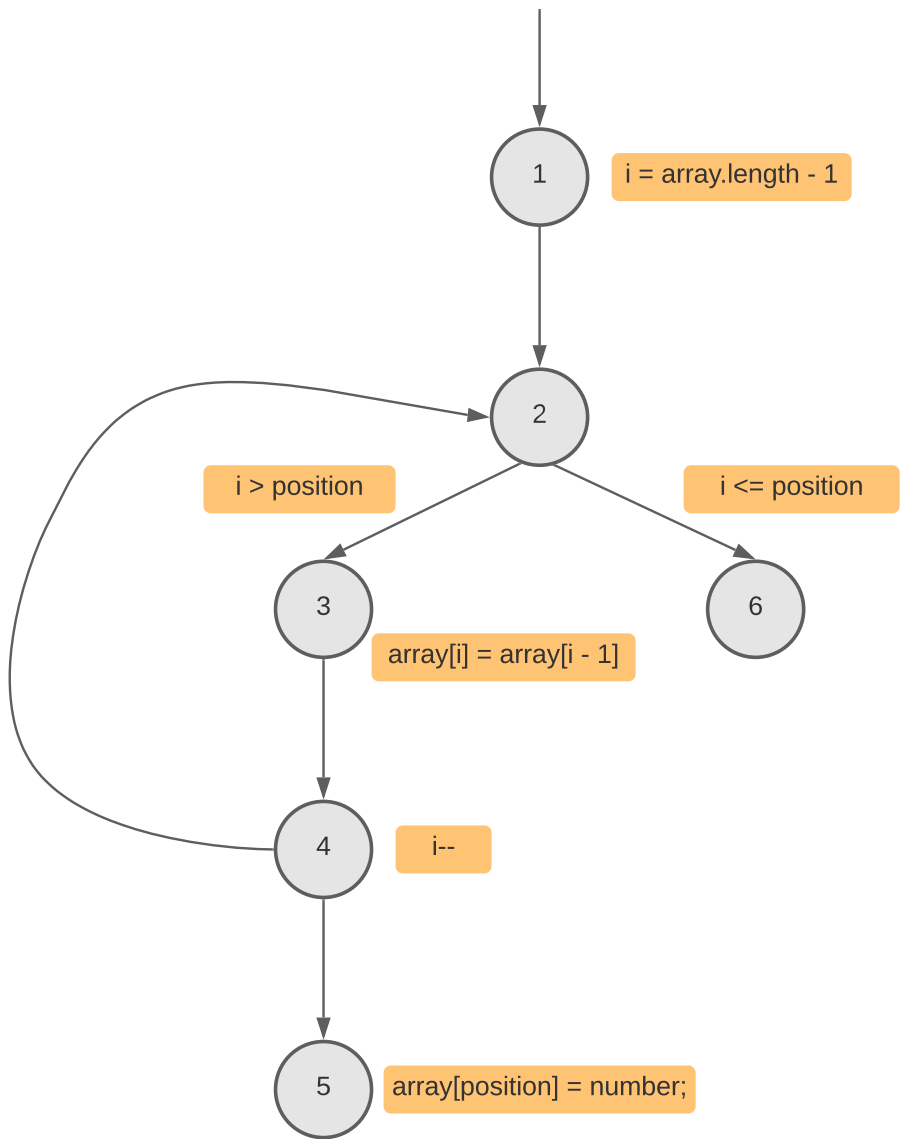 1
i = array.length - 1
2
i > position
i <= position
3
6
array[i] = array[i - 1]
4
i--
5
array[position] = number;